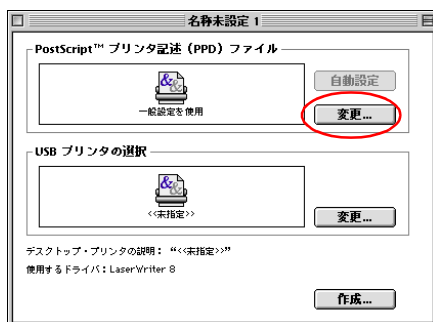 名称未設定 1
PostScript™ プリンタ記述（PPD）ファイル
自動設定
一般設定を使用
変更...
USB プリンタの選択
<<未指定>>
変更...
デスクトップ・プリンタの説明： “<<未指定>>”
使用するドライバ：LaserWriter 8
作成...